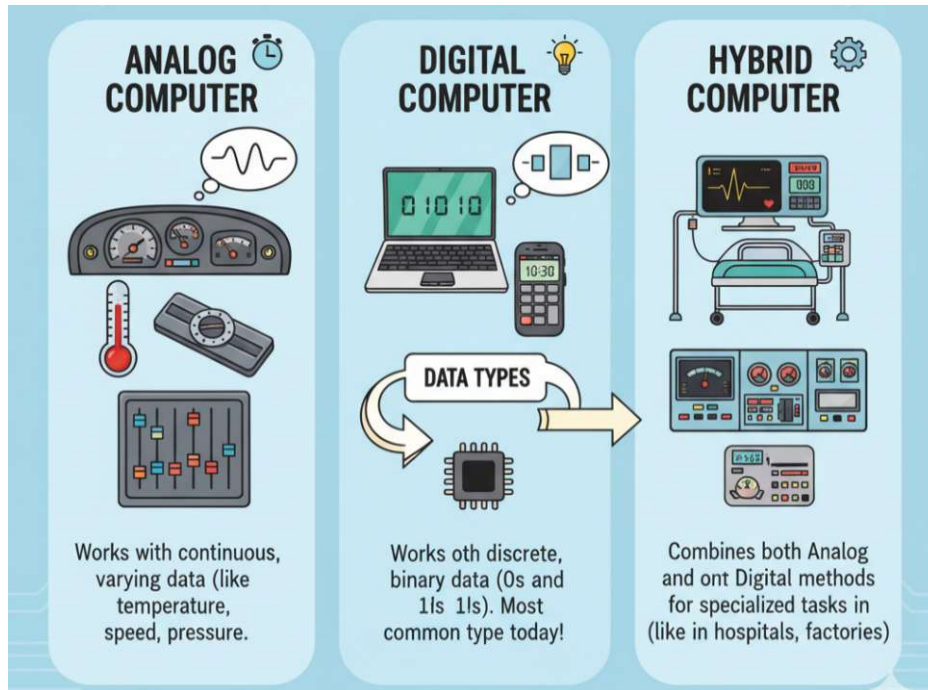 ANALOG
COMPUTER
Works with continuous,
varying data (like
temperature,
speed, pressure.
DIGITAL
COMPUTER
01010
10:30
DATA TYPES
Works oth discrete,
binary data (0s and
1ls 1ls). Most
common type today!
HYBRID
COMPUTER
Combines both Analog
and ont Digital methods
for specialized tasks in
(like in hospitals, factories)